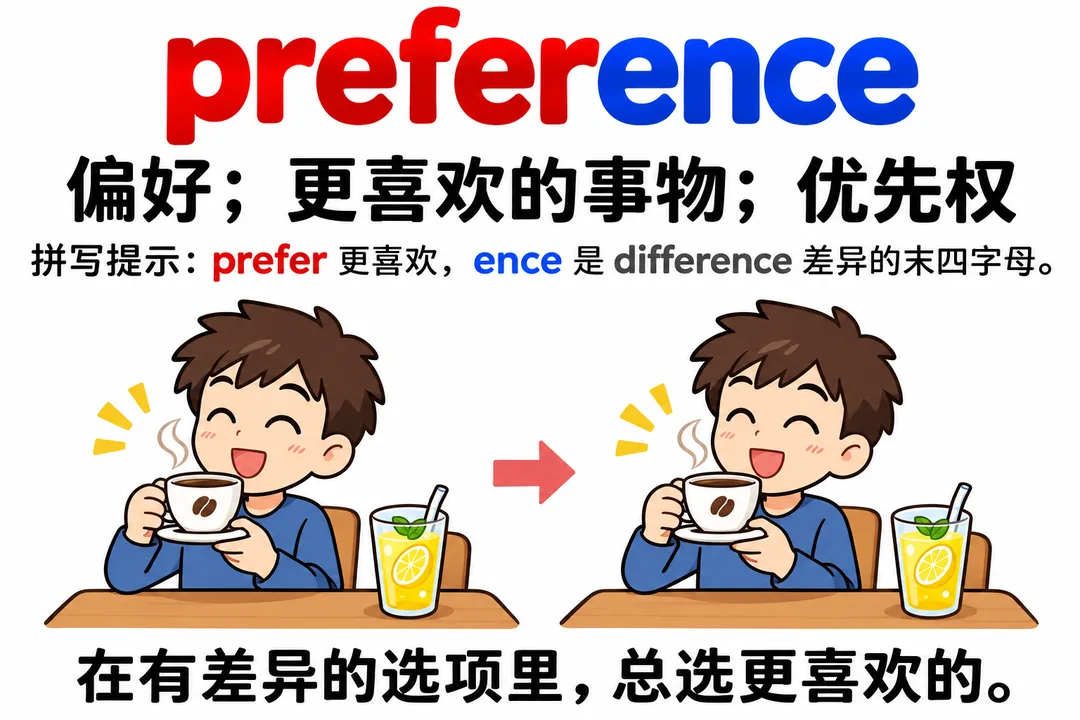 preference
偏好；更喜欢的事物；优先权
拼写提示：prefer 更喜欢，ence 是 difference 差异的末四字母。
在有差异的选项里，总选更喜欢的。